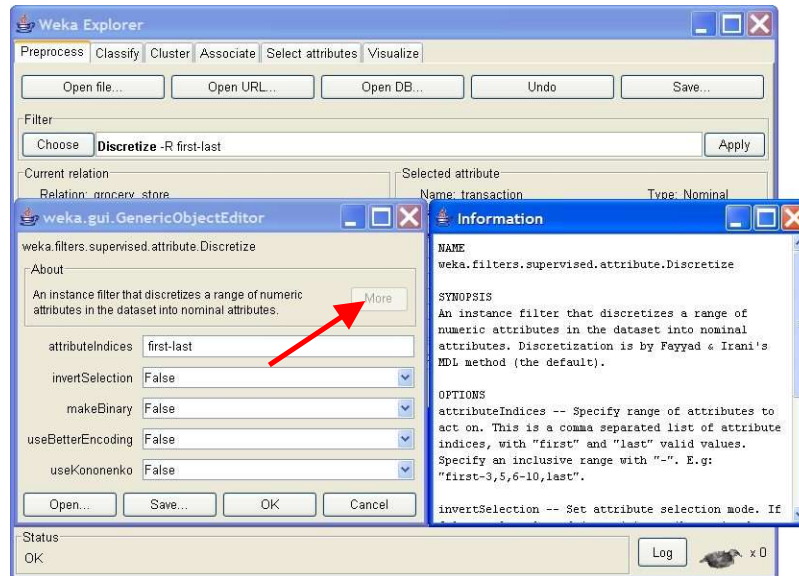 Weka Explorer
Preprocess Classify Cluster Associate Select attributes Visualize
Open file... Open URL... Open DB... Undo Save...
Filter
Choose Discretize -R first-last Apply
Current relation
Relation: grocery_store
Selected attribute
Name: transaction Type: Nominal
weka.gui.GenericObjectEditor
weka.filters.supervised.attribute.Discretize
About
An instance filter that discretizes a range of numeric
attributes in the dataset into nominal attributes.
More
attributeIndices first-last
invertSelection False
makeBinary False
useBetterEncoding False
useKononenko False
Open... Save... OK Cancel
Information
NAME
weka.filters.supervised.attribute.Discretize
SYNOPSIS
An instance filter that discretizes a range of
numeric attributes in the dataset into nominal
attributes. Discretization is by Fayyad & Irani's
MDL method (the default).
OPTIONS
attributeIndices -- Specify range of attributes to
act on. This is a comma separated list of attribute
indices, with "first" and "last" valid values.
Specify an inclusive range with "-". E.g:
"first-3,5,6-10,last".
invertSelection -- Set attribute selection mode. If
Status
OK
Log x 0